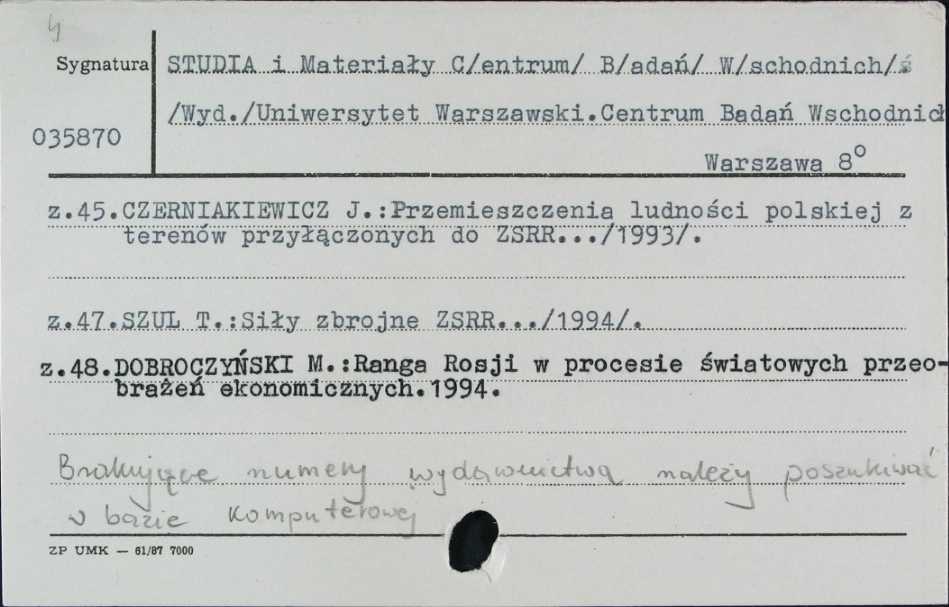 4
Sygnatura
STUDIA i Materiały C/entrum/ B/adań/ W/schodnich/
/Wyd./Uniwersytet Warszawski.Centrum Badań Wschodnich
035870
Warszawa 8°
z.45.CZERNIAKIEWICZ J.:Przemieszczenia ludności polskiej z
terenów przyłączonych do ZSRR.../1993/.
z.47.SZUL T.:Siły zbrojne ZSRR.../1994/.
z.48.DOBROCZYŃSKI M.:Ranga Rosji w procesie światowych przeo-
brażeń ekonomicznych.1994.
Brakujące numery wydawnictwa należy poszukiwać
w bazie komputerowej
ZP UMK — 61/87 7000